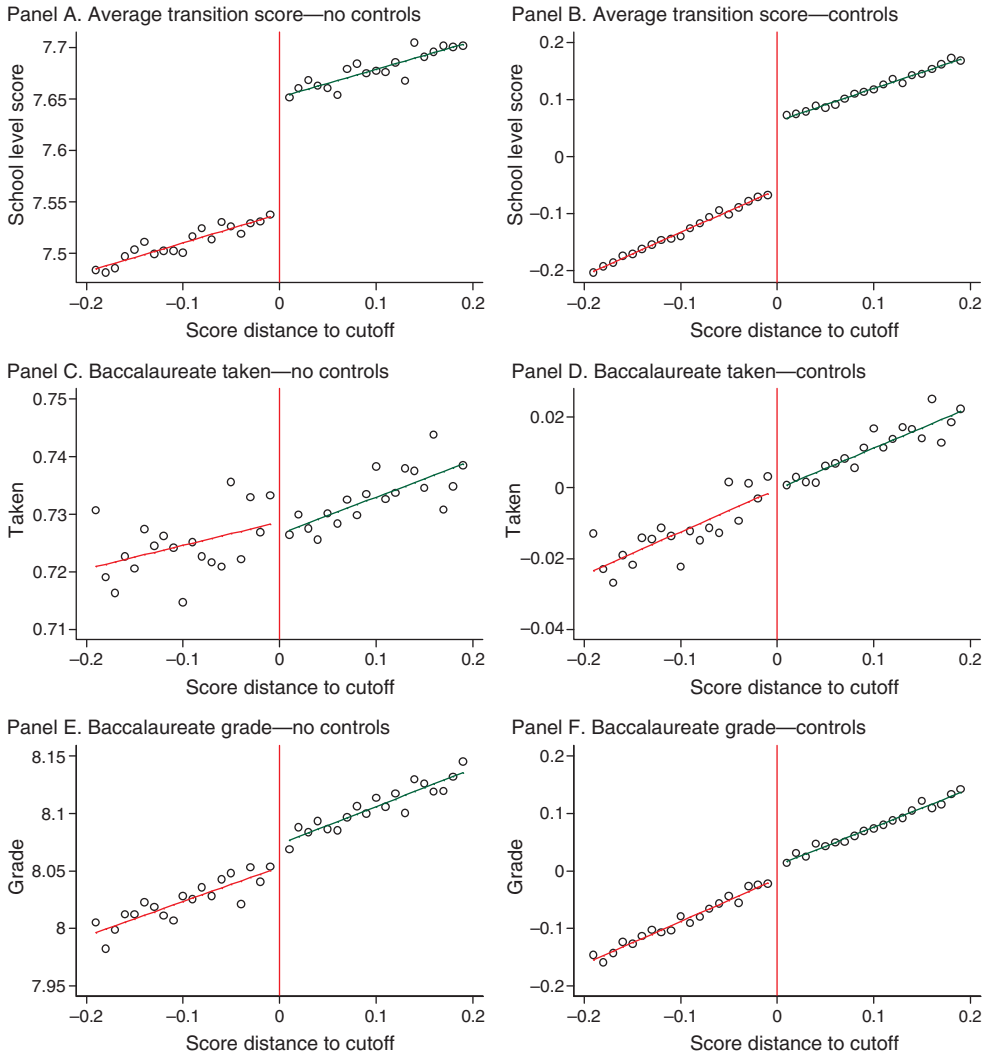 Panel A. Average transition score—no controls
School level score
7.7
7.65
7.6
7.55
7.5
−0.2 −0.1 0 0.1 0.2
Score distance to cutoff
Panel B. Average transition score—controls
School level score
0.2
0.1
0
−0.1
−0.2
−0.2 −0.1 0 0.1 0.2
Score distance to cutoff
Panel C. Baccalaureate taken—no controls
Taken
0.75
0.74
0.73
0.72
0.71
−0.2 −0.1 0 0.1 0.2
Score distance to cutoff
Panel D. Baccalaureate taken—controls
Taken
0.02
0
−0.02
−0.04
−0.2 −0.1 0 0.1 0.2
Score distance to cutoff
Panel E. Baccalaureate grade—no controls
Grade
8.15
8.1
8.05
8
7.95
−0.2 −0.1 0 0.1 0.2
Score distance to cutoff
Panel F. Baccalaureate grade—controls
Grade
0.2
0.1
0
−0.1
−0.2
−0.2 −0.1 0 0.1 0.2
Score distance to cutoff